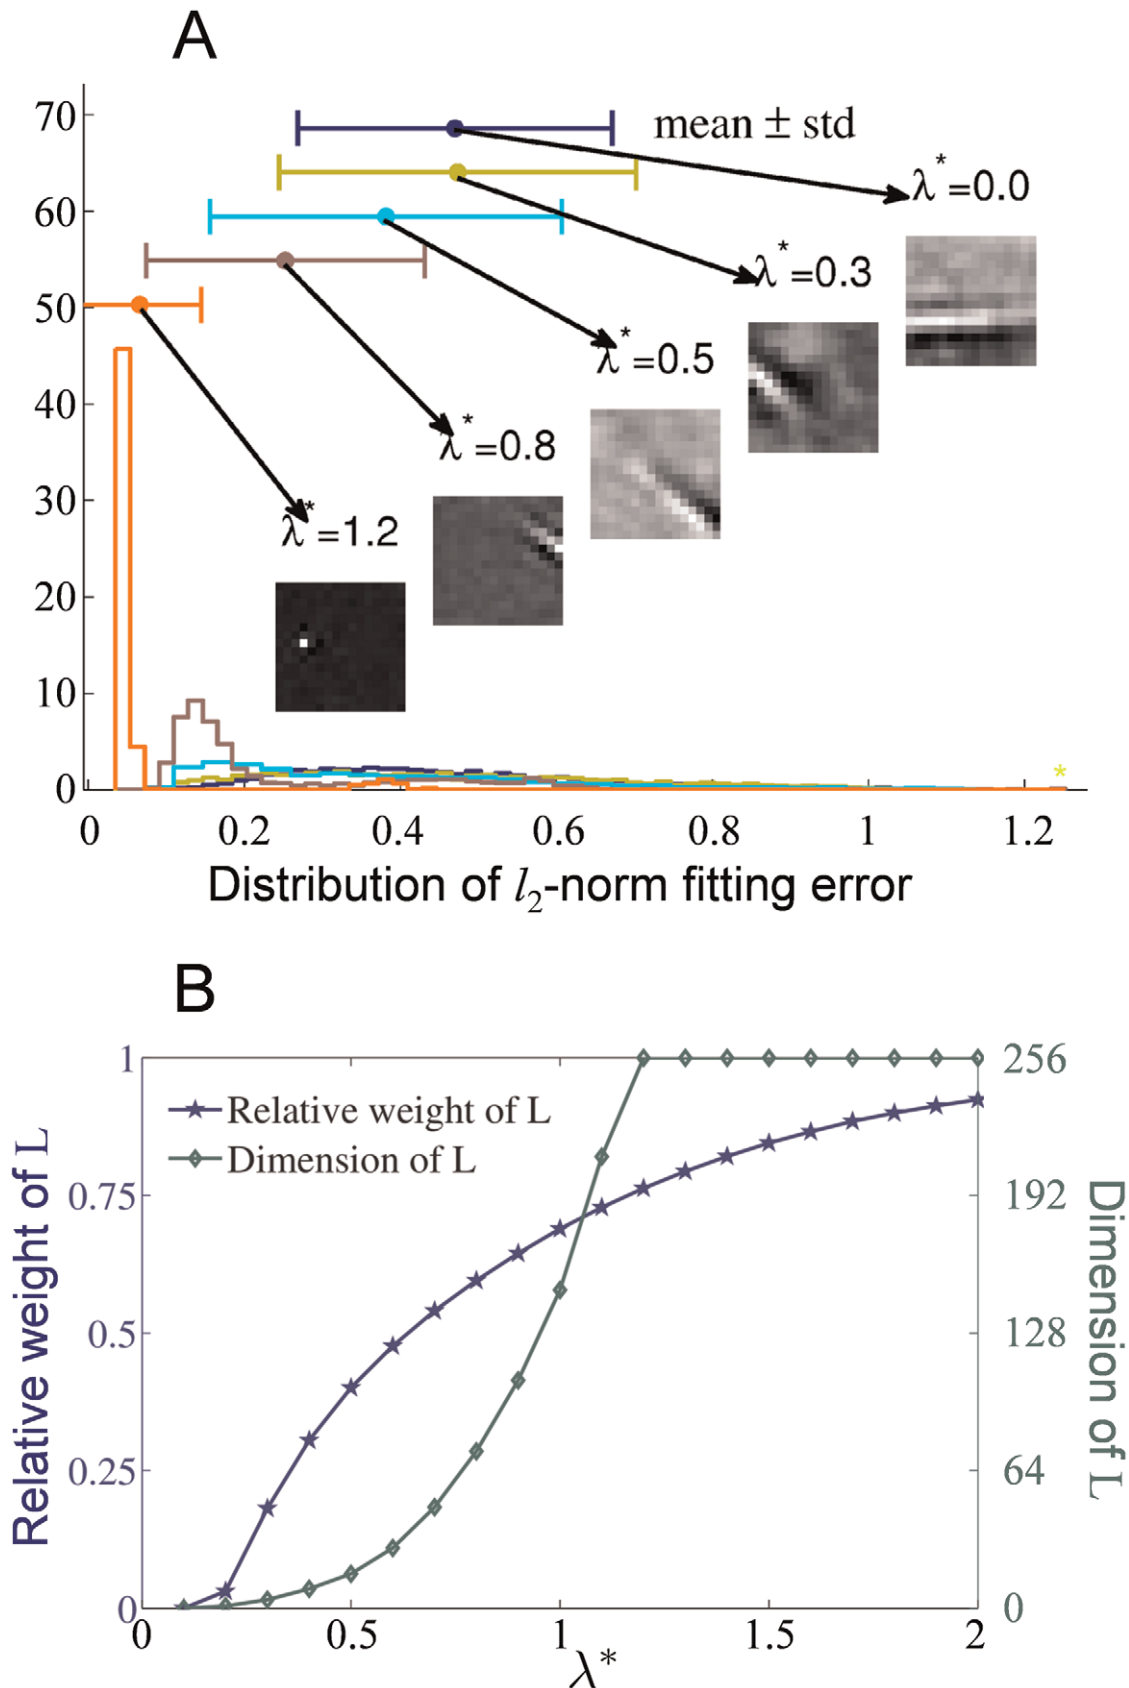 A
70
60
50
40
30
20
10
0
mean ± std
λ*=0.0
λ*=0.3
λ*=0.5
λ*=0.8
λ*=1.2
*
0 0.2 0.4 0.6 0.8 1 1.2
Distribution of l₂-norm fitting error
B
1
0.75
0.5
0.25
0
Relative weight of L
Relative weight of L
Dimension of L
256
192
128
64
0
Dimension of L
0 0.5 1 1.5 2
λ*